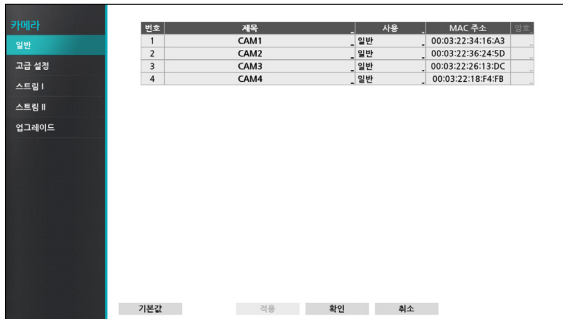 카메라
일반
고급 설정
스트림 I
스트림 II
업그레이드
번호 제목 사용 MAC 주소 암호
1 CAM1 일반 00:03:22:34:16:A3
2 CAM2 일반 00:03:22:36:24:5D
3 CAM3 일반 00:03:22:26:13:DC
4 CAM4 일반 00:03:22:18:F4:FB
기본값 적용 확인 취소